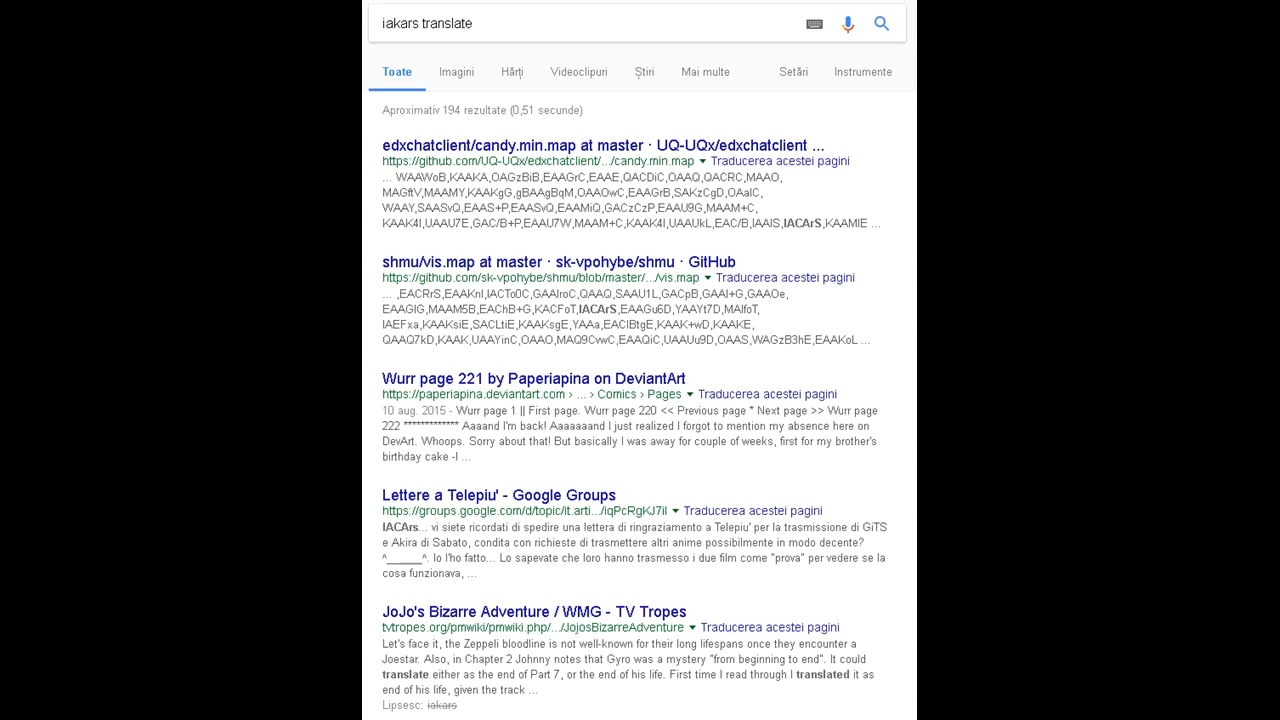 iakars translate
Toate Imagini Hărți Videoclipuri Știri Mai multe Setări Instrumente
Aproximativ 194 rezultate (0,51 secunde)
edxchatclient/candy.min.map at master · UQ-UQx/edxchatclient ...
https://github.com/UQ-UQx/edxchatclient/.../candy.min.map ▼ Traducerea acestei pagini
... WAAWoB,KAAKA,OAGzBiB,EAAGrC,EAAE,QACDiC,OAAQ,QACRC,MAAO,
MAGftV,MAAMY,KAAKgG,gBAAgBqM,OAAOwC,EAAGrB,SAKzCgD,OAaIC,
WAAY,SAASvQ,EAAS+P,EAASvQ,EAAMiQ,GACzCzP,EAAU9G,MAAM+C,
KAAK4I,UAAU7E,GAC/B+P,EAAU7W,MAAM+C,KAAK4I,UAAUkL,EAC/B,IAAIS,IACArS,KAAMIE ...
shmu/vis.map at master · sk-vpohybe/shmu · GitHub
https://github.com/sk-vpohybe/shmu/blob/master/.../vis.map ▼ Traducerea acestei pagini
... ,EACRrS,EAAKnI,IACTo0C,GAAIroC,QAAQ,SAAU1L,GACpB,GAAI+G,GAAOe,
EAAGIG,MAAM5B,EAChB+G,KACFoT,IACArS,EAAGu6D,YAAYt7D,MAIfoT,
IAEFxa,KAAKsiE,SACLtiE,KAAKsgE,YAAa,EACIBtgE,KAAK+wD,KAAKE,
QAAQ7kD,KAAK,UAAYinC,OAAO,MAAQ9CvwC,EAAQiC,UAAUu9D,OAAS,WAGzB3hE,EAAKoL ...
Wurr page 221 by Paperiapina on DeviantArt
https://paperiapina.deviantart.com › ... › Comics › Pages ▼ Traducerea acestei pagini
10 aug. 2015 - Wurr page 1 || First page. Wurr page 220 << Previous page * Next page >> Wurr page
222 ************* Aaaand I'm back! Aaaaaaand I just realized I forgot to mention my absence here on
DevArt. Whoops. Sorry about that! But basically I was away for couple of weeks, first for my brother's
birthday cake -I ...
Lettere a Telepiu' - Google Groups
https://groups.google.com/d/topic/it.arti.../iqPcRgKJ7iI ▼ Traducerea acestei pagini
IACArs... vi siete ricordati di spedire una lettera di ringraziamento a Telepiu' per la trasmissione di GiTS
e Akira di Sabato, condita con richieste di trasmettere altri anime possibilmente in modo decente?
^______^. Io l'ho fatto... Lo sapevate che loro hanno trasmesso i due film come "prova" per vedere se la
cosa funzionava, ...
JoJo's Bizarre Adventure / WMG - TV Tropes
tvtropes.org/pmwiki/pmwiki.php/.../JojosBizarreAdventure ▼ Traducerea acestei pagini
Let's face it, the Zeppeli bloodline is not well-known for their long lifespans once they encounter a
Joestar. Also, in Chapter 2 Johnny notes that Gyro was a mystery "from beginning to end". It could
translate either as the end of Part 7, or the end of his life. First time I read through I translated it as
end of his life, given the track ...
Lipsesc: iakars